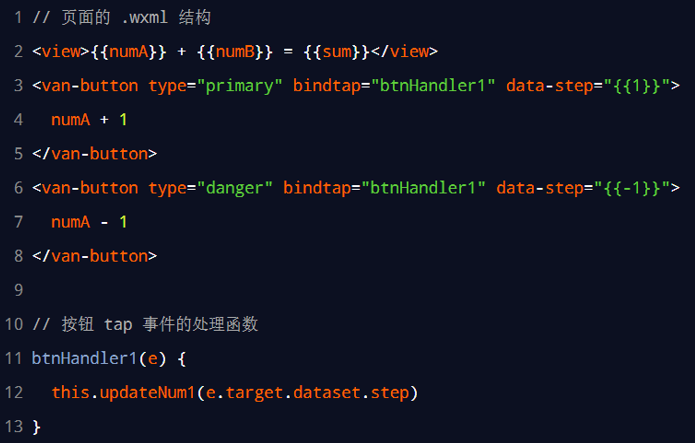 1 // 页面的 .wxml 结构
2 <view>{{numA}} + {{numB}} = {{sum}}</view>
3 <van-button type="primary" bindtap="btnHandler1" data-step="{{1}}">
4   numA + 1
5 </van-button>
6 <van-button type="danger" bindtap="btnHandler1" data-step="{{-1}}">
7   numA - 1
8 </van-button>
9
10 // 按钮 tap 事件的处理函数
11 btnHandler1(e) {
12   this.updateNum1(e.target.dataset.step)
13 }